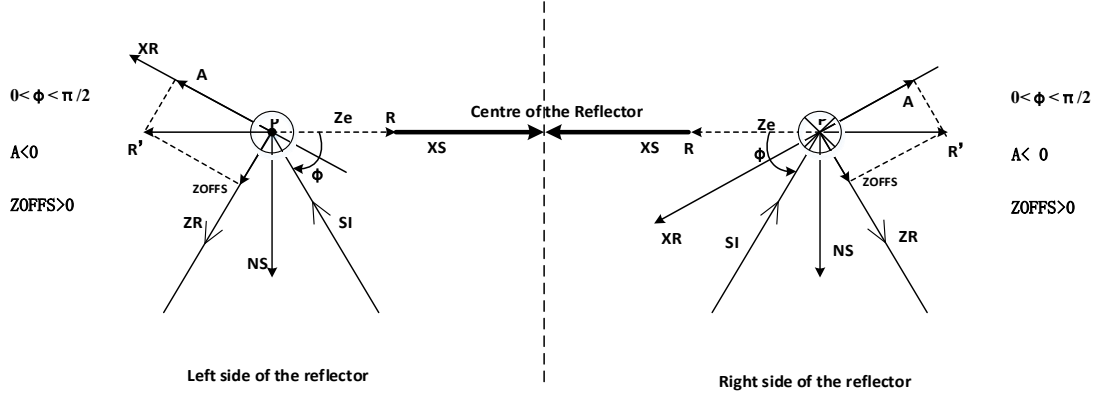 XR
A
0< ϕ < π /2
A<0
ZOFFS>0
P
Ze
R
XS
R'
ϕ
ZOFFS
ZR
SI
NS
Centre of the Reflector
Ze
XS
R
ϕ
A
R'
ZOFFS
XR
SI
NS
ZR
0< ϕ < π /2
A< 0
ZOFFS>0
Left side of the reflector
Right side of the reflector